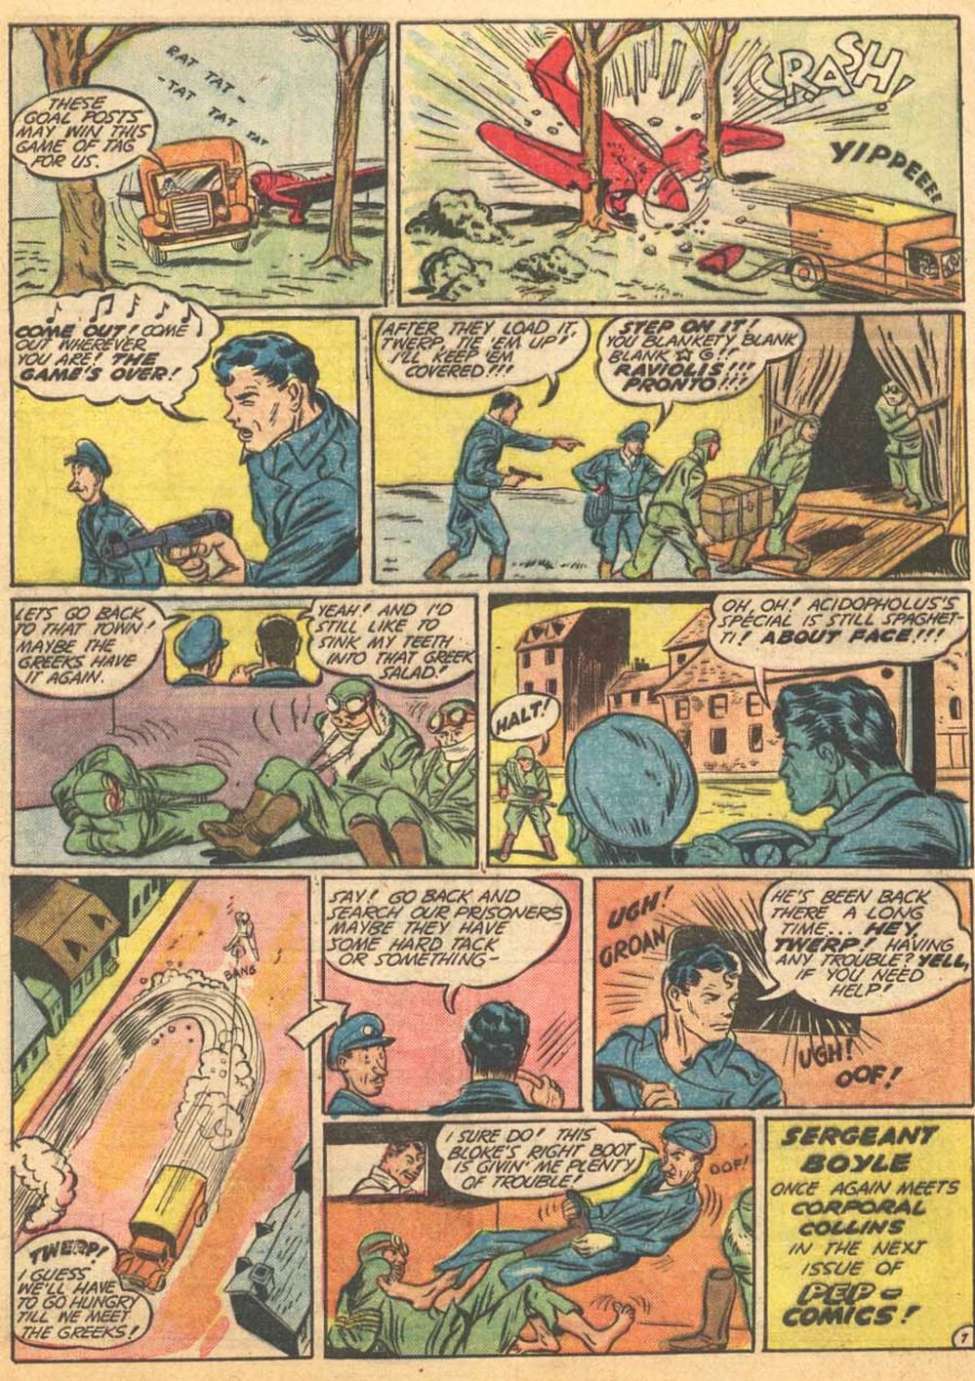 THESE
GOAL POSTS
MAY WIN THIS
GAME OF TAG
FOR US.
RAT TAT -
- TAT TAT TAT
CRASH!
YIPPEEEE
COME OUT! COME
OUT WHEREVER
YOU ARE! THE
GAME'S OVER!
AFTER THEY LOAD IT,
TWERP, TIE 'EM UP!
I'LL KEEP 'EM
COVERED!!!
STEP ON IT!
YOU BLANKETY BLANK
BLANK ☆ G!!
RAVIOLIS!!!
PRONTO!!!
LETS GO BACK
TO THAT TOWN!
MAYBE THE
GREEKS HAVE
IT AGAIN.
YEAH! AND I'D
STILL LIKE TO
SINK MY TEETH
INTO THAT GREEK
SALAD!
HALT!
OH, OH! ACIDOPHOLUS'S
SPECIAL IS STILL SPAGHET-
TI! ABOUT FACE!!!
BANG
TWERP!
I GUESS
WE'LL HAVE
TO GO HUNGRY
TILL WE MEET
THE GREEKS!
SAY! GO BACK AND
SEARCH OUR PRISONERS
MAYBE THEY HAVE
SOME HARD TACK
OR SOMETHING-
UGH!
GROAN
HE'S BEEN BACK
THERE A LONG
TIME... HEY,
TWERP! HAVING
ANY TROUBLE? YELL,
IF YOU NEED
HELP!
UGH!
OOF!
I SURE DO! THIS
BLOKE'S RIGHT BOOT
IS GIVIN' ME PLENTY
OF TROUBLE!
OOF!
SERGEANT
BOYLE
ONCE AGAIN MEETS
CORPORAL
COLLINS
IN THE NEXT
ISSUE OF
PEP-
COMICS!
7